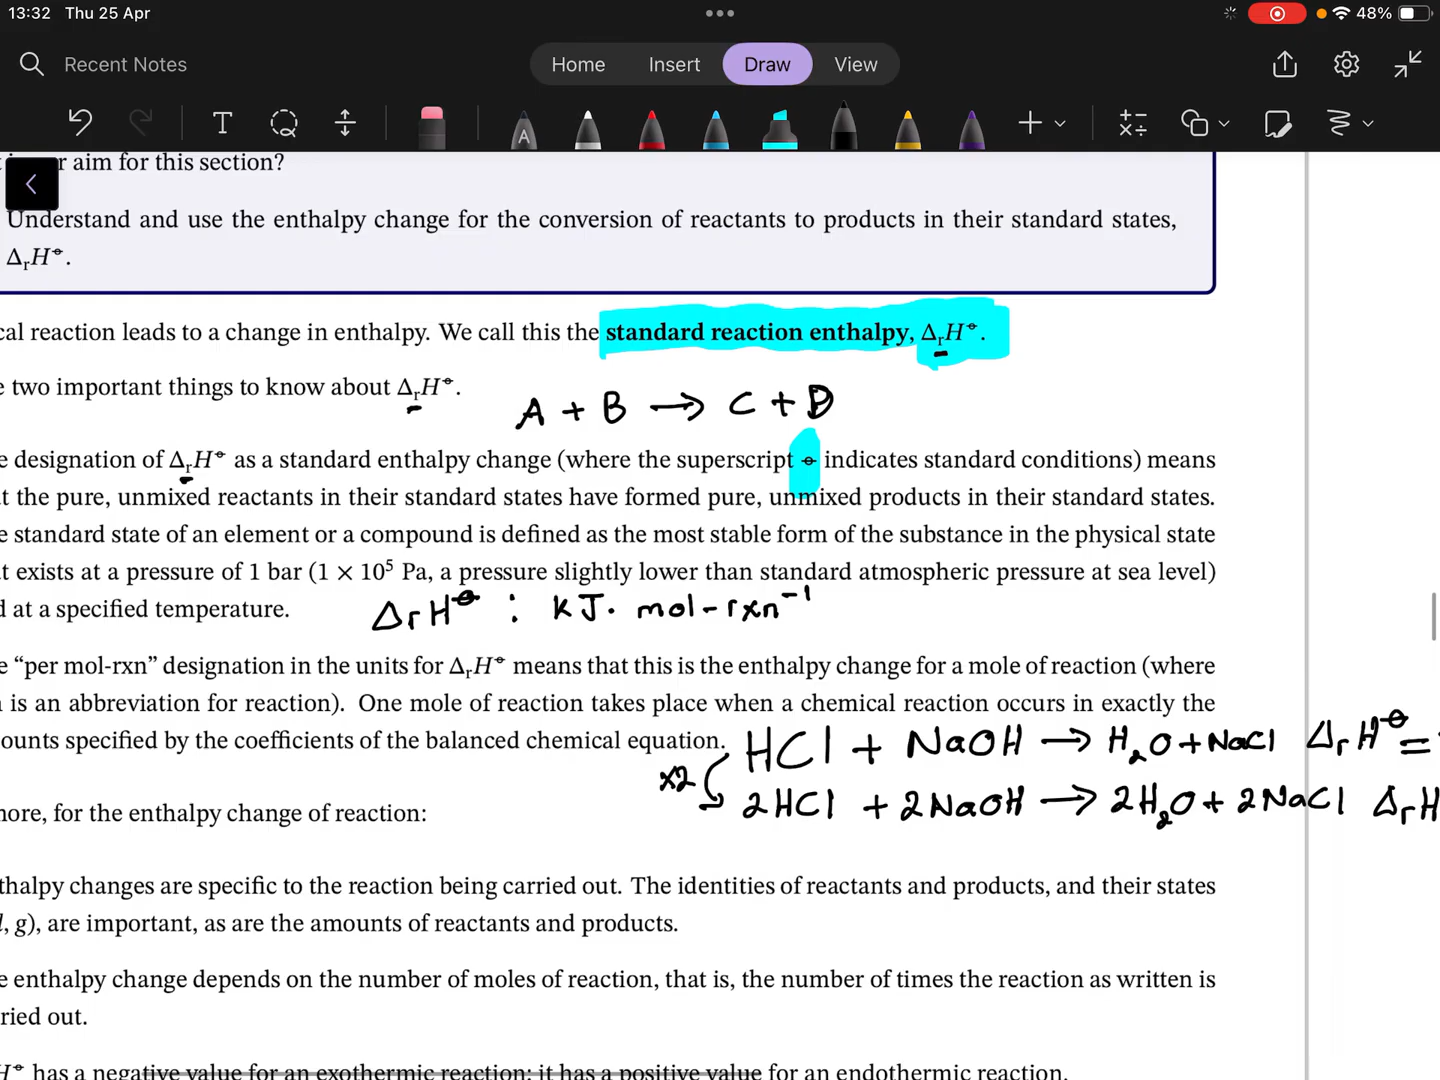 13:32 Thu 25 Apr 48%
Recent Notes Home Insert Draw View
T A
r aim for this section?
Understand and use the enthalpy change for the conversion of reactants to products in their standard states,
ΔᵣH⦵.
cal reaction leads to a change in enthalpy. We call this the standard reaction enthalpy, ΔᵣH⦵.
e two important things to know about ΔᵣH⦵.
A + B → C + D
e designation of ΔᵣH⦵ as a standard enthalpy change (where the superscript ⦵ indicates standard conditions) means
t the pure, unmixed reactants in their standard states have formed pure, unmixed products in their standard states.
e standard state of an element or a compound is defined as the most stable form of the substance in the physical state
t exists at a pressure of 1 bar (1 × 10⁵ Pa, a pressure slightly lower than standard atmospheric pressure at sea level)
d at a specified temperature.
ΔrH⦵ : kJ. mol-rxn⁻¹
e “per mol-rxn” designation in the units for ΔᵣH⦵ means that this is the enthalpy change for a mole of reaction (where
n is an abbreviation for reaction). One mole of reaction takes place when a chemical reaction occurs in exactly the
ounts specified by the coefficients of the balanced chemical equation.
HCl + NaOH → H₂O + NaCl ΔrH⦵ =
x2
2HCl + 2NaOH → 2H₂O + 2NaCl ΔrH
more, for the enthalpy change of reaction:
thalpy changes are specific to the reaction being carried out. The identities of reactants and products, and their states
l, g), are important, as are the amounts of reactants and products.
e enthalpy change depends on the number of moles of reaction, that is, the number of times the reaction as written is
ried out.
H⦵ has a negative value for an exothermic reaction; it has a positive value for an endothermic reaction.